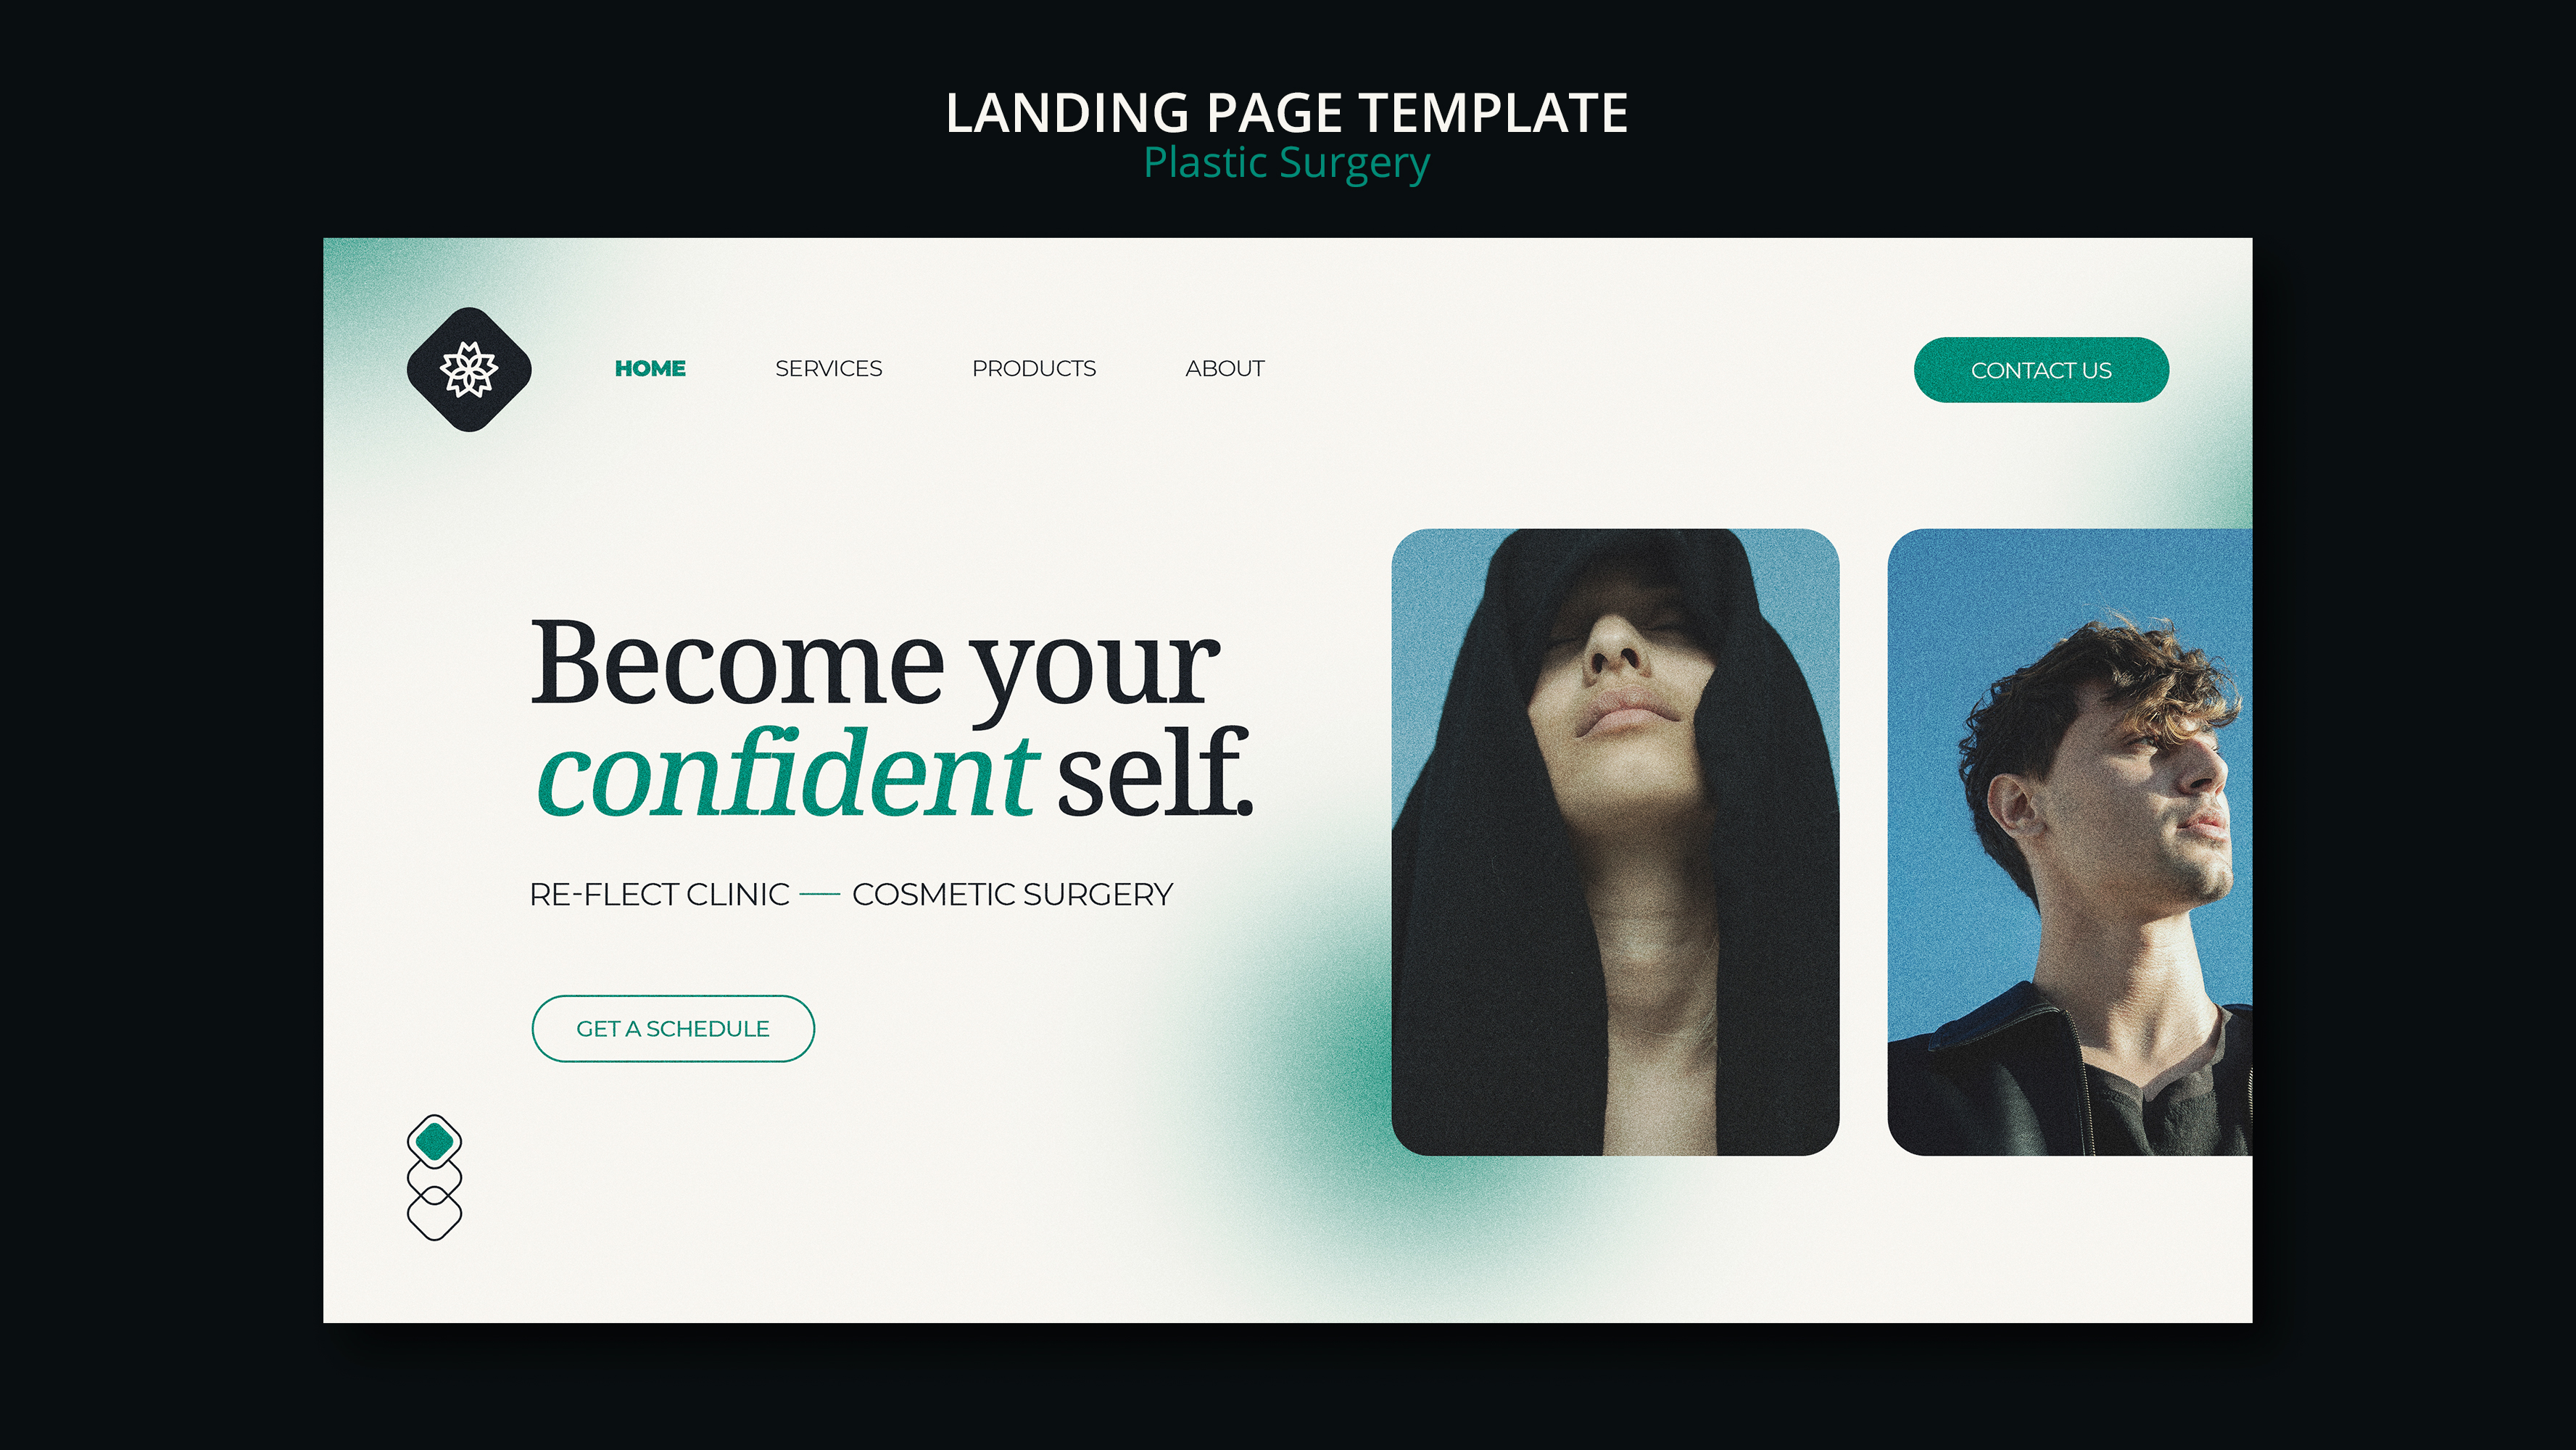 LANDING PAGE TEMPLATE
Plastic Surgery
HOME SERVICES PRODUCTS ABOUT CONTACT US
Become your
confident self.
RE-FLECT CLINIC — COSMETIC SURGERY
GET A SCHEDULE